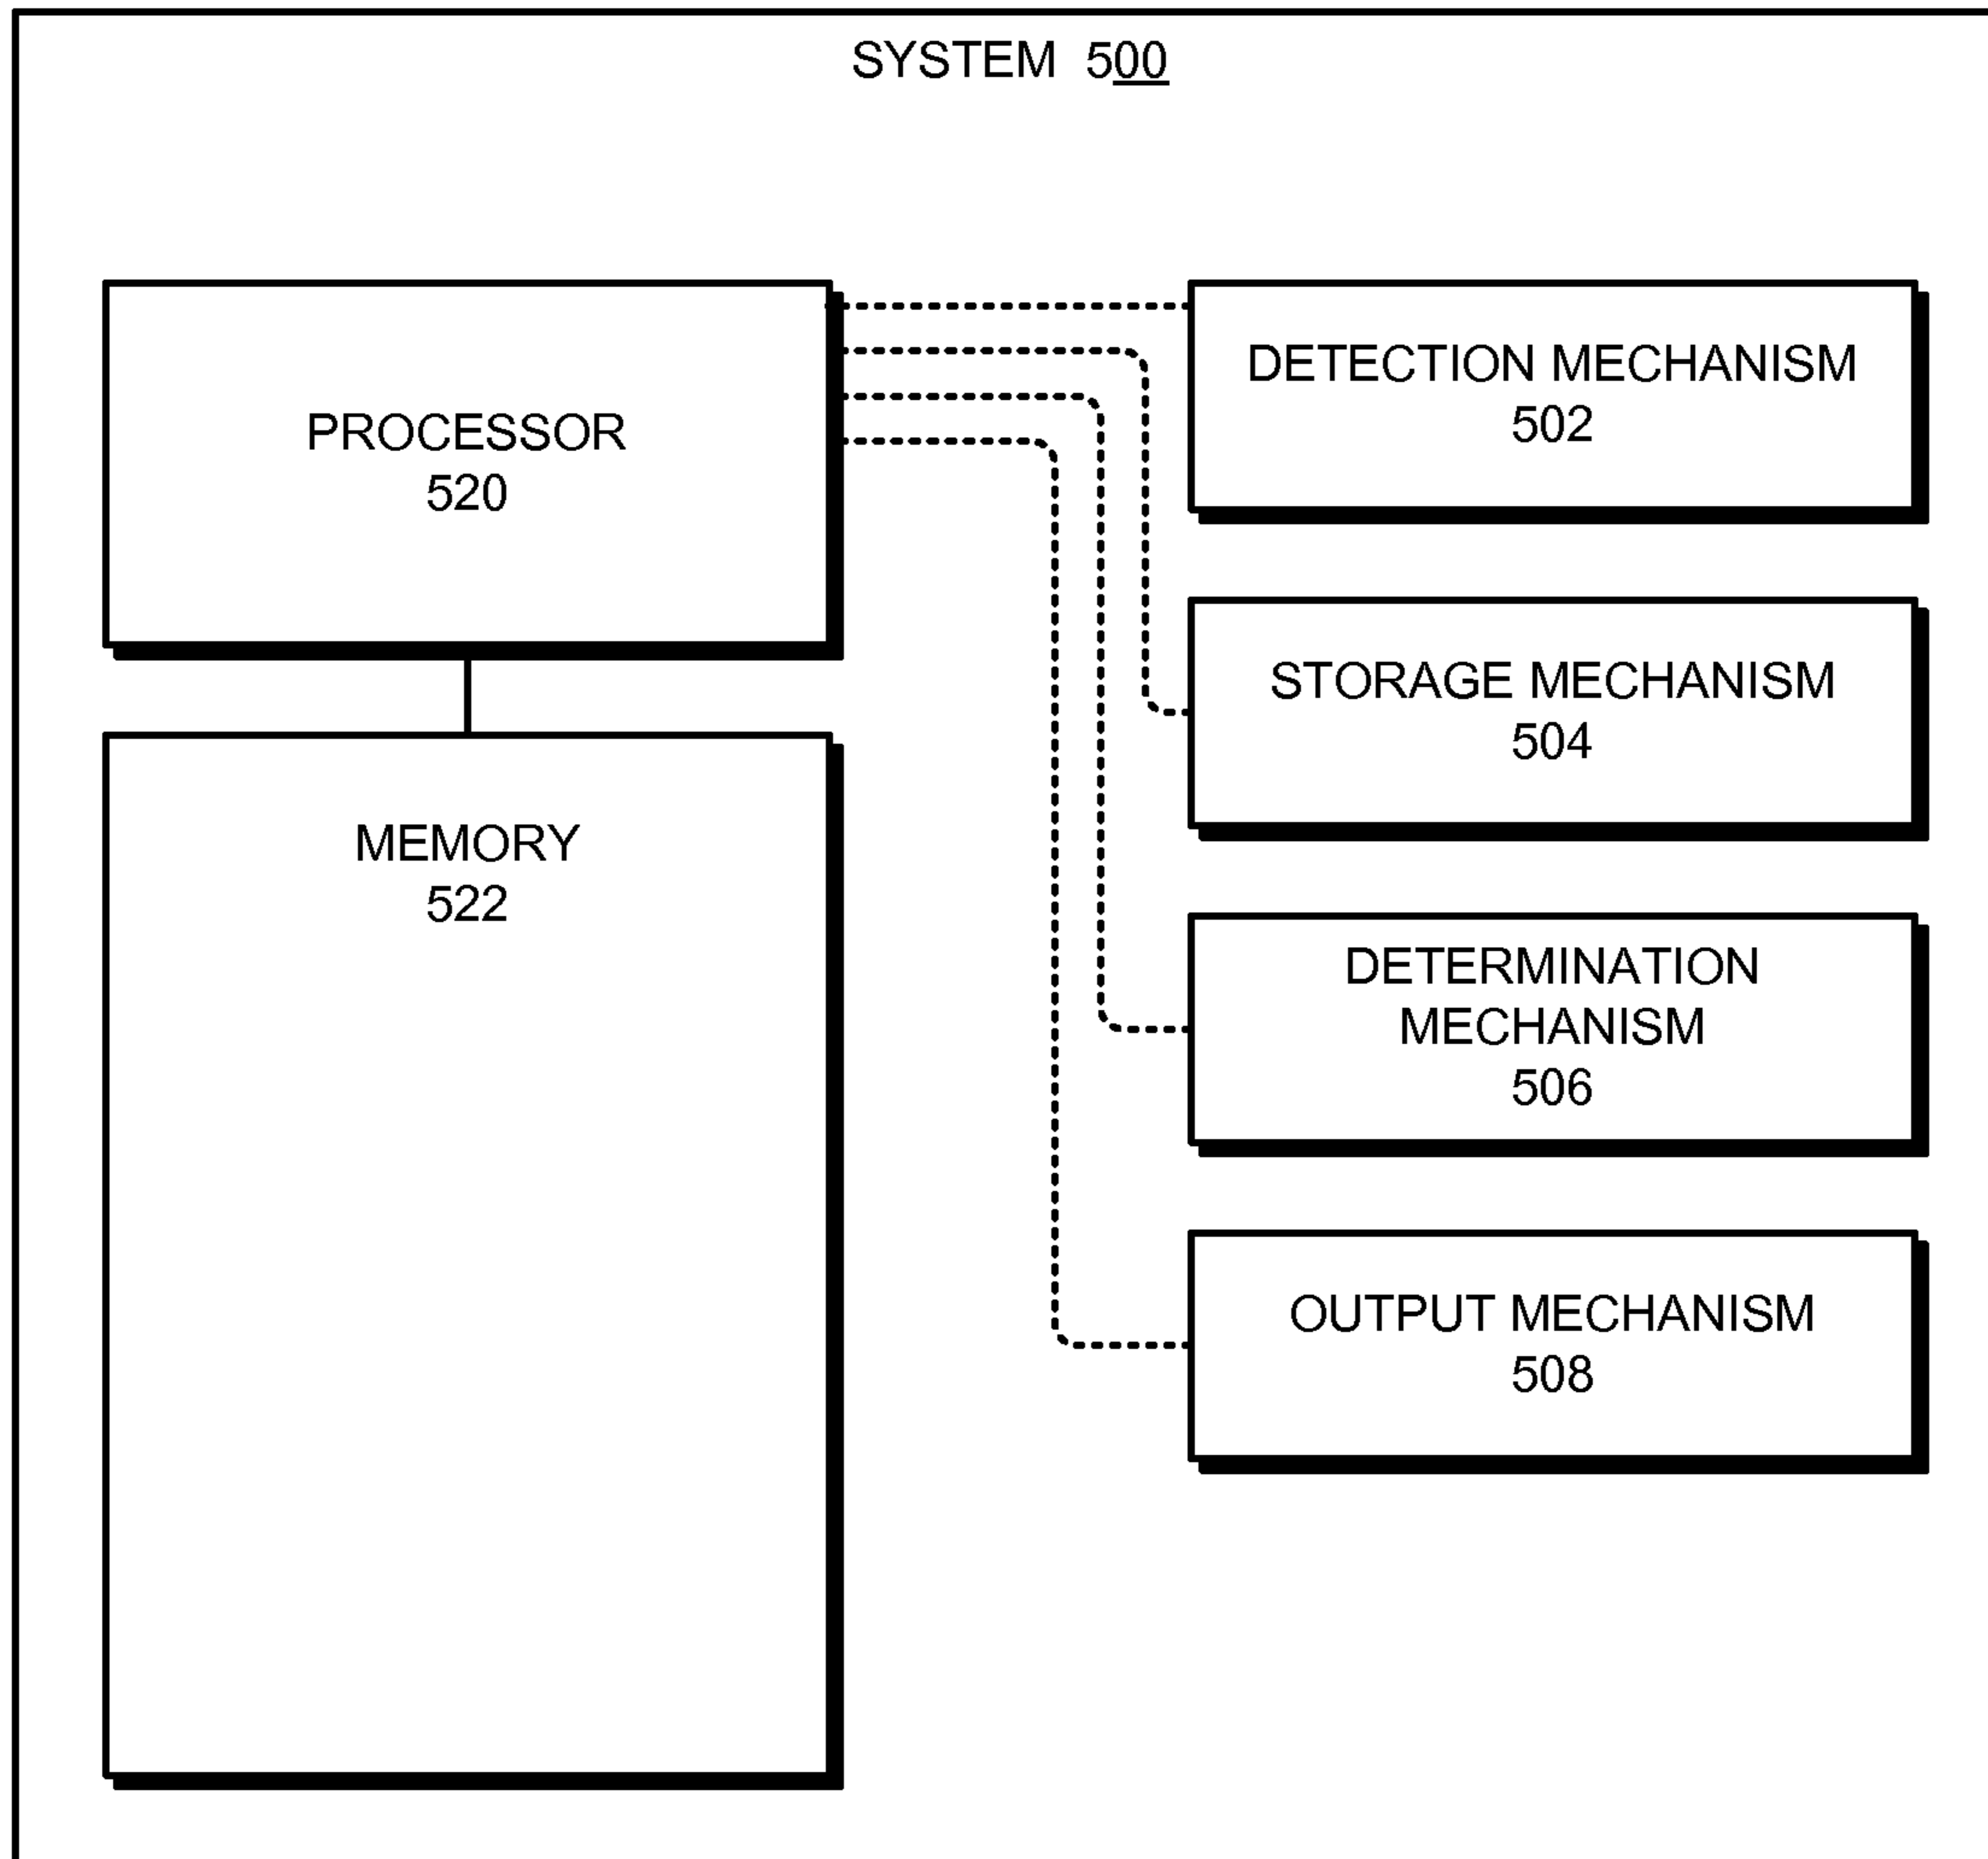 SYSTEM 500
PROCESSOR
520
MEMORY
522
DETECTION MECHANISM
502
STORAGE MECHANISM
504
DETERMINATION
MECHANISM
506
OUTPUT MECHANISM
508